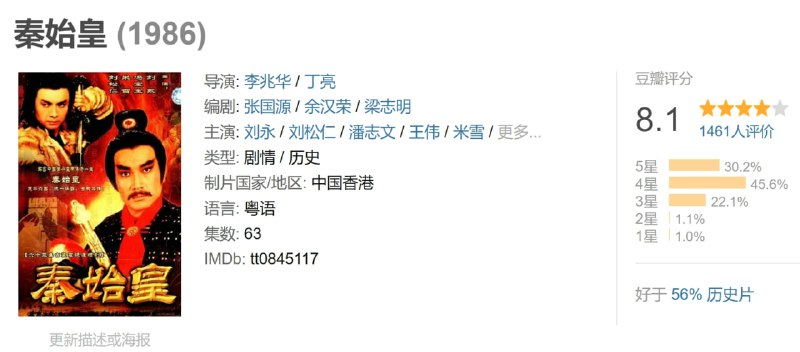 秦始皇 (1986)
秦始皇
秦始皇
更新描述或海报
导演: 李兆华 / 丁亮
编剧: 张国源 / 余汉荣 / 梁志明
主演: 刘永 / 刘松仁 / 潘志文 / 王伟 / 米雪 / 更多...
类型: 剧情 / 历史
制片国家/地区: 中国香港
语言: 粤语
集数: 63
IMDb: tt0845117
豆瓣评分
8.1
1461人评价
5星 30.2%
4星 45.6%
3星 22.1%
2星 1.1%
1星 1.0%
好于 56% 历史片